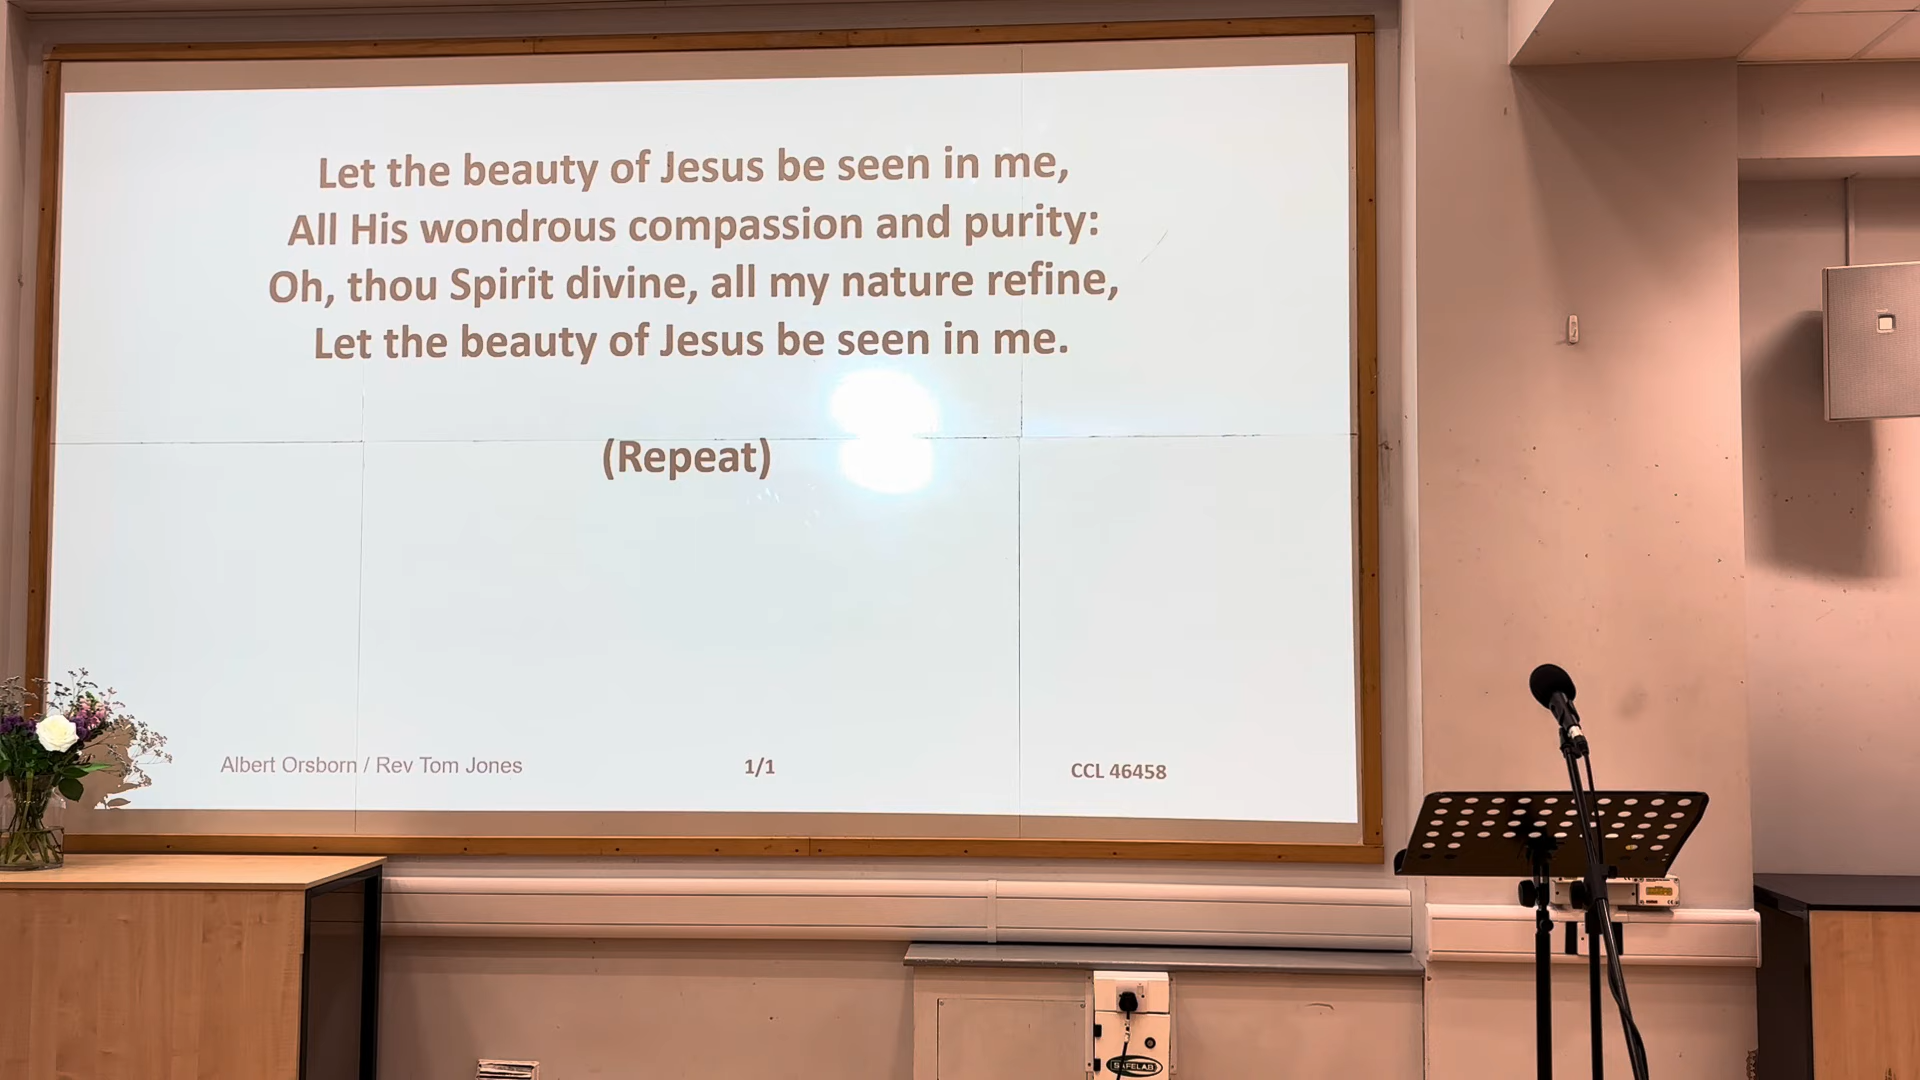 Let the beauty of Jesus be seen in me,
All His wondrous compassion and purity:
Oh, thou Spirit divine, all my nature refine,
Let the beauty of Jesus be seen in me.
(Repeat)
Albert Orsborn / Rev Tom Jones
1/1
CCL 46458
SAFELAB